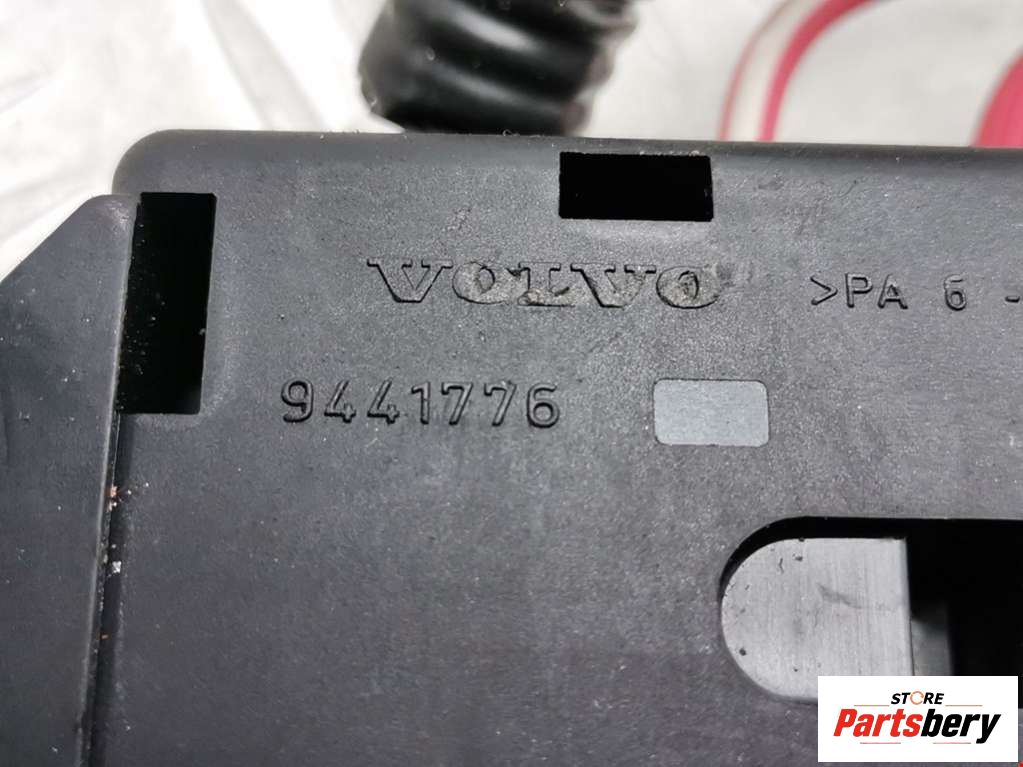 VOLVO
>PA 6 -
9441776
STORE
Partsbery